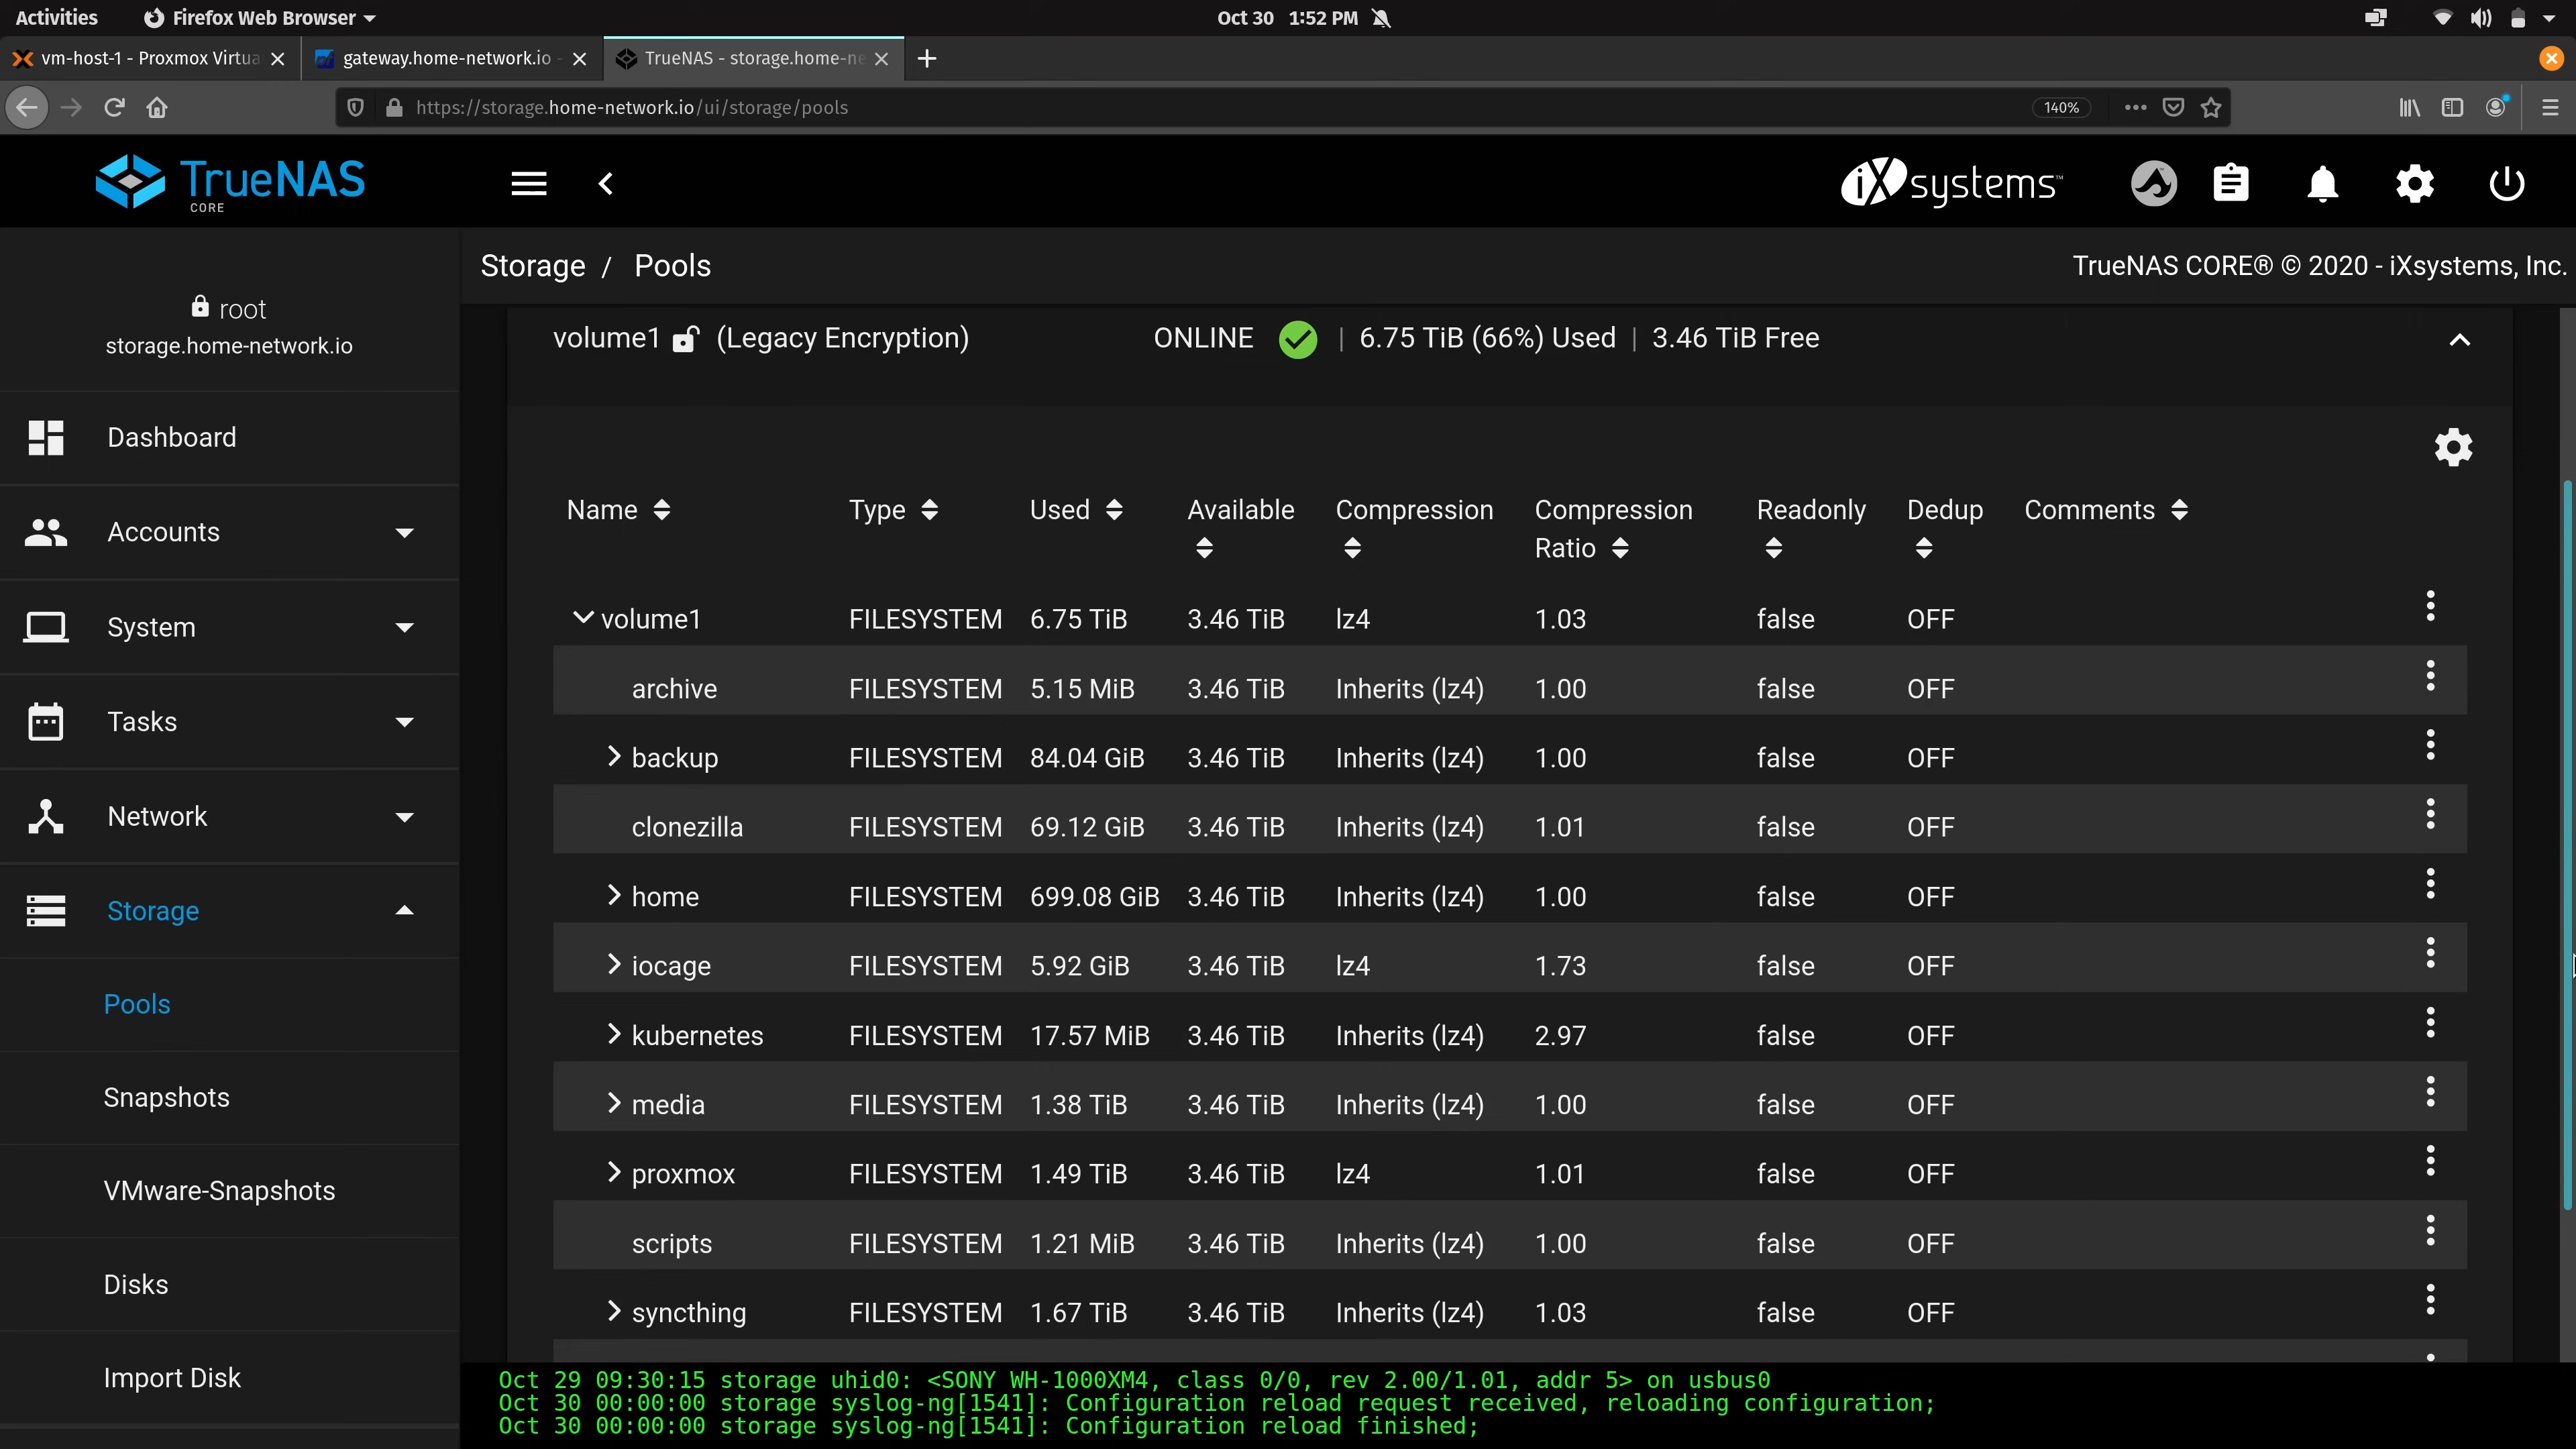 Activities Firefox Web Browser Oct 30 1:52 PM
vm-host-1 - Proxmox Virtua gateway.home-network.io - TrueNAS - storage.home-ne
https://storage.home-network.io/ui/storage/pools 140%
TrueNAS CORE iXsystems™
Storage / Pools TrueNAS CORE® © 2020 - iXsystems, Inc.
root
storage.home-network.io
Dashboard
Accounts
System
Tasks
Network
Storage
Pools
Snapshots
VMware-Snapshots
Disks
Import Disk
volume1 (Legacy Encryption) ONLINE | 6.75 TiB (66%) Used | 3.46 TiB Free
Name Type Used Available Compression Compression Ratio Readonly Dedup Comments
volume1 FILESYSTEM 6.75 TiB 3.46 TiB lz4 1.03 false OFF
archive FILESYSTEM 5.15 MiB 3.46 TiB Inherits (lz4) 1.00 false OFF
backup FILESYSTEM 84.04 GiB 3.46 TiB Inherits (lz4) 1.00 false OFF
clonezilla FILESYSTEM 69.12 GiB 3.46 TiB Inherits (lz4) 1.01 false OFF
home FILESYSTEM 699.08 GiB 3.46 TiB Inherits (lz4) 1.00 false OFF
iocage FILESYSTEM 5.92 GiB 3.46 TiB lz4 1.73 false OFF
kubernetes FILESYSTEM 17.57 MiB 3.46 TiB Inherits (lz4) 2.97 false OFF
media FILESYSTEM 1.38 TiB 3.46 TiB Inherits (lz4) 1.00 false OFF
proxmox FILESYSTEM 1.49 TiB 3.46 TiB lz4 1.01 false OFF
scripts FILESYSTEM 1.21 MiB 3.46 TiB Inherits (lz4) 1.00 false OFF
syncthing FILESYSTEM 1.67 TiB 3.46 TiB Inherits (lz4) 1.03 false OFF
Oct 29 09:30:15 storage uhid0: <SONY WH-1000XM4, class 0/0, rev 2.00/1.01, addr 5> on usbus0
Oct 30 00:00:00 storage syslog-ng[1541]: Configuration reload request received, reloading configuration;
Oct 30 00:00:00 storage syslog-ng[1541]: Configuration reload finished;